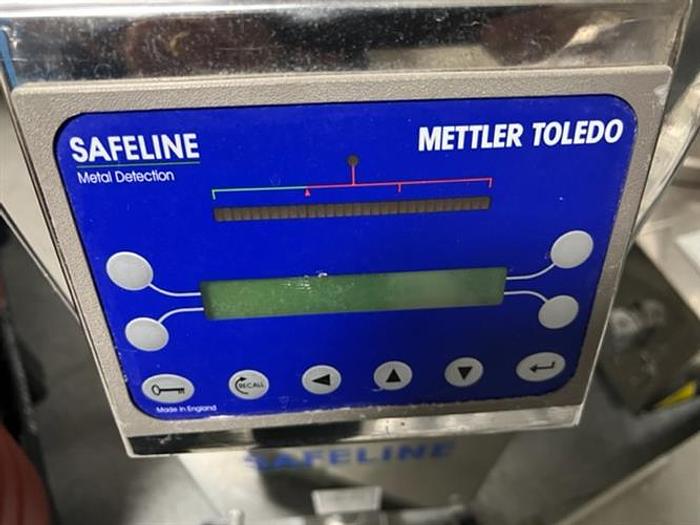 SAFELINE
Metal Detection
METTLER TOLEDO
RECALL
Made in England
SAFELINE